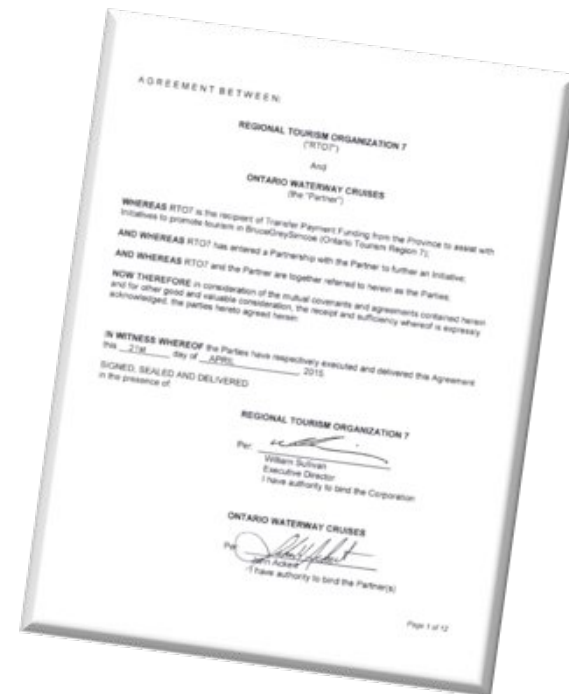 AGREEMENT BETWEEN:
REGIONAL TOURISM ORGANIZATION 7
("RTO7")
And
ONTARIO WATERWAY CRUISES
(the "Partner")
WHEREAS RTO7 is the recipient of Transfer Payment Funding from the Province to assist with
Initiatives to promote tourism in BruceGreySimcoe (Ontario Tourism Region 7);
AND WHEREAS RTO7 has entered a Partnership with the Partner to further an Initiative;
AND WHEREAS RTO7 and the Partner are together referred to herein as the Parties;
NOW THEREFORE in consideration of the mutual covenants and agreements contained herein
and for other good and valuable consideration, the receipt and sufficiency whereof is expressly
acknowledged, the parties hereto agreed herein:
IN WITNESS WHEREOF the Parties have respectively executed and delivered this Agreement
this 21st day of APRIL 2015
SIGNED, SEALED AND DELIVERED
in the presence of
REGIONAL TOURISM ORGANIZATION 7
Per:
William Sullivan
Executive Director
I have authority to bind the Corporation
ONTARIO WATERWAY CRUISES
Per
John Ackert
I have authority to bind the Partner(s)
Page 1 of 12